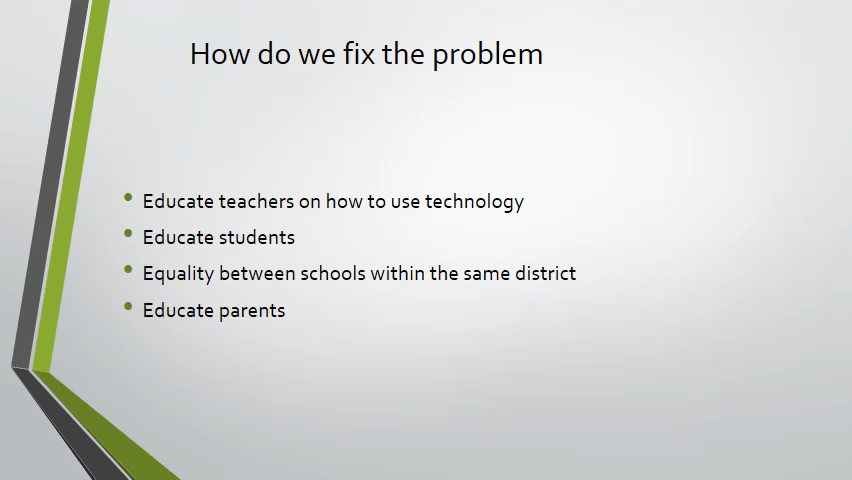 How do we fix the problem
Educate teachers on how to use technology
Educate students
Equality between schools within the same district
Educate parents